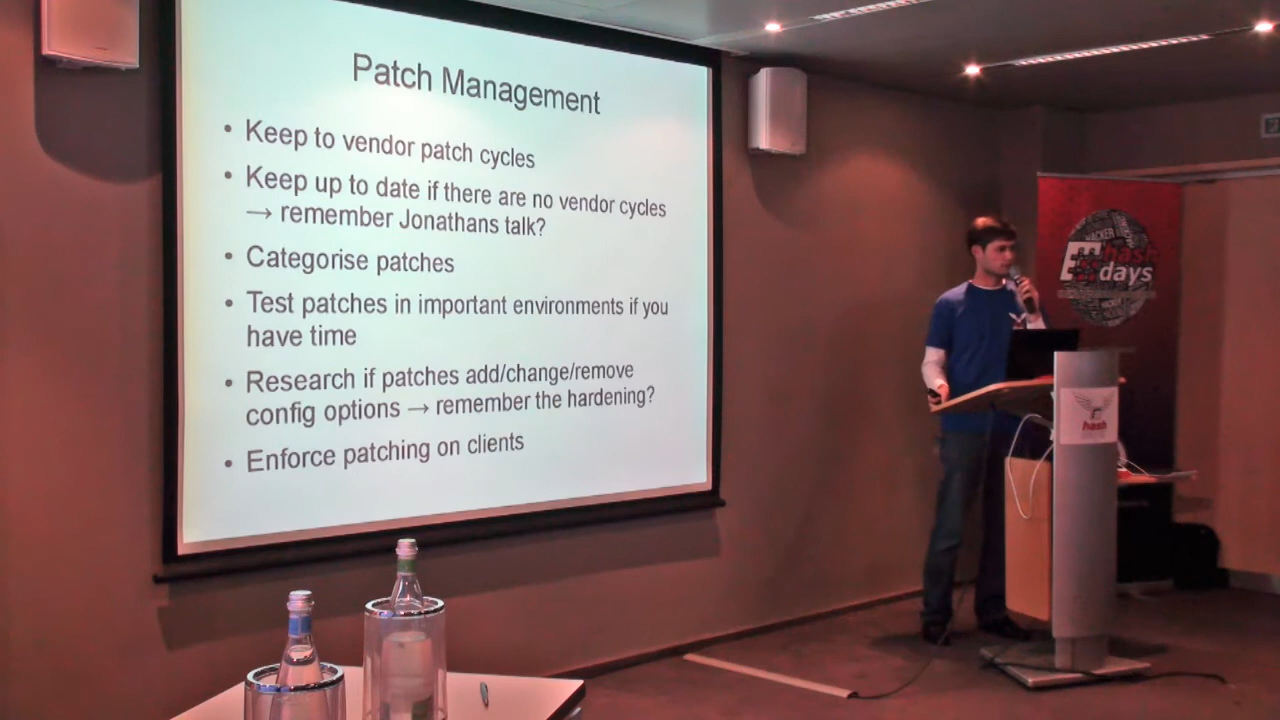 Patch Management
• Keep to vendor patch cycles
• Keep up to date if there are no vendor cycles
→ remember Jonathans talk?
• Categorise patches
• Test patches in important environments if you
have time
• Research if patches add/change/remove
config options → remember the hardening?
• Enforce patching on clients
HACKER
hash
days
hash